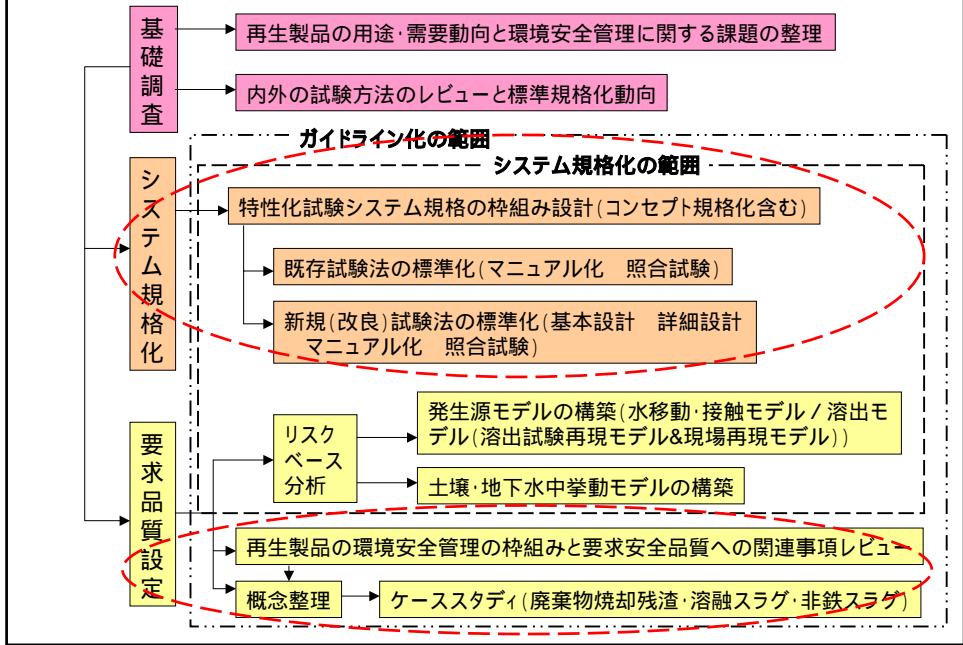 基礎調査
再生製品の用途・需要動向と環境安全管理に関する課題の整理
内外の試験方法のレビューと標準規格化動向
ガイドライン化の範囲
システム規格化の範囲
システム規格化
特性化試験システム規格の枠組み設計(コンセプト規格化含む)
既存試験法の標準化(マニュアル化　照合試験)
新規(改良)試験法の標準化(基本設計　詳細設計
マニュアル化　照合試験)
要求品質設定
リスク
ベース
分析
発生源モデルの構築(水移動・接触モデル/溶出モ
デル(溶出試験再現モデル&現場再現モデル))
土壌・地下水中挙動モデルの構築
再生製品の環境安全管理の枠組みと要求安全品質への関連事項レビュー
概念整理
ケーススタディ(廃棄物焼却残渣・溶融スラグ・非鉄スラグ)